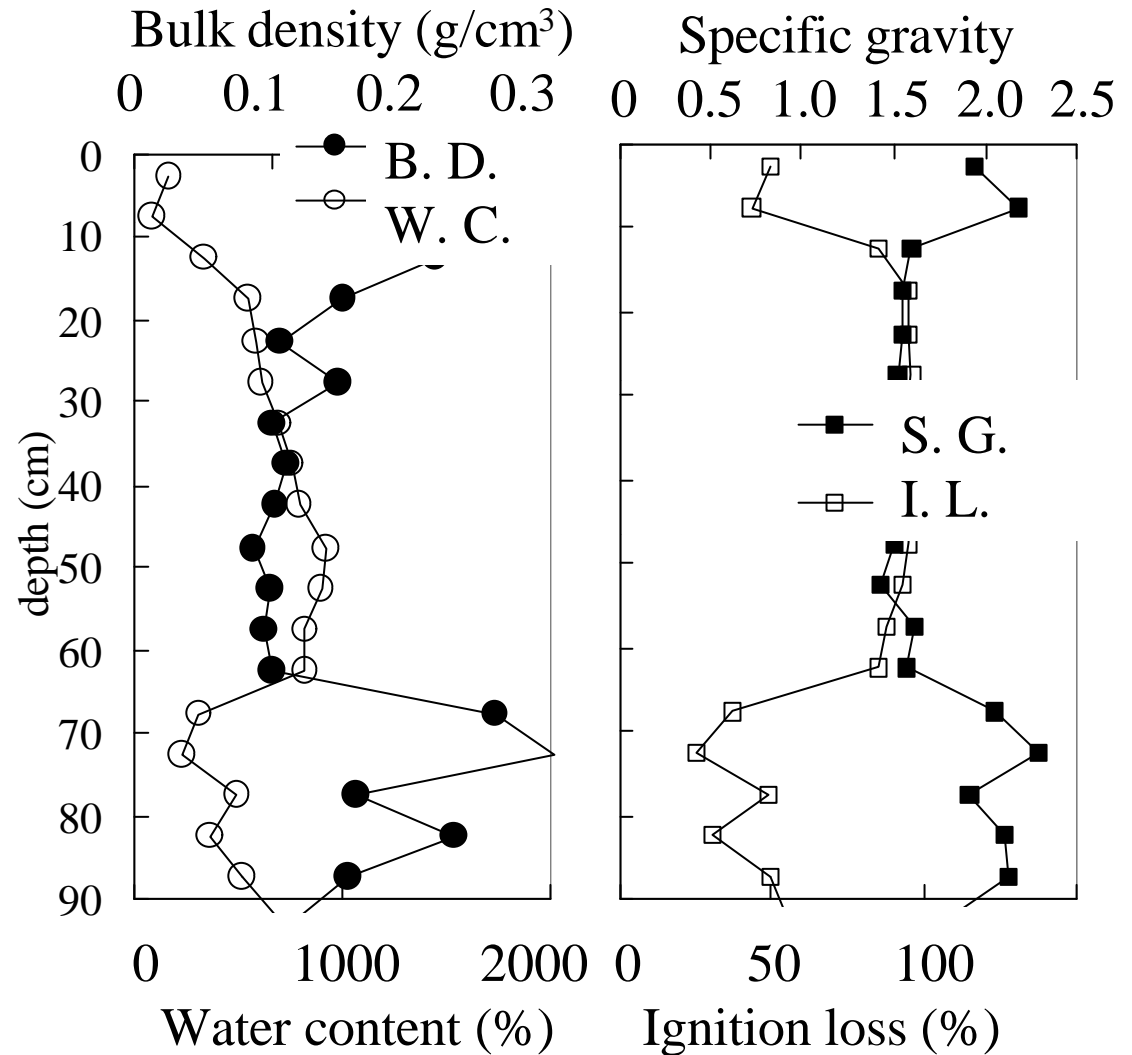 Bulk density (g/cm³)
0 0.1 0.2 0.3
B. D.
W. C.
0
10
20
30
40
50
60
70
80
90
depth (cm)
0 1000 2000
Water content (%)
Specific gravity
0 0.5 1.0 1.5 2.0 2.5
S. G.
I. L.
0 50 100
Ignition loss (%)